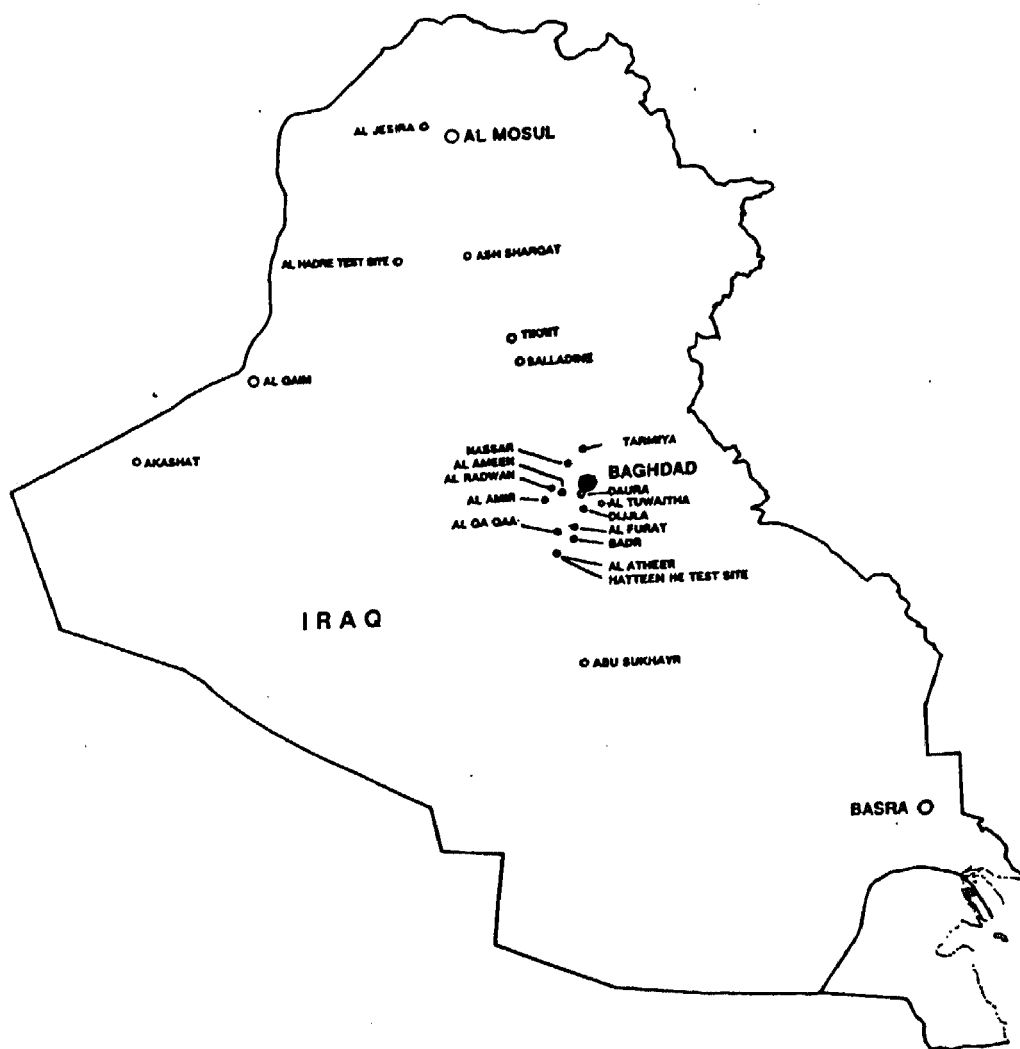 AL JESIRA
AL MOSUL
AL HADRE TEST SITE
ASH SHARQAT
TIKRIT
SALLADINE
AL QAIM
AKASHAT
NASSAR
TARMIYA
AL AMEEN
BAGHDAD
AL RADWAN
DAURA
AL AMIR
AL TUWAITHA
DIJLA
AL QA QAA
AL FURAT
BADR
AL ATHEER
HATTEEN HE TEST SITE
IRAQ
ABU SUKHAYR
BASRA